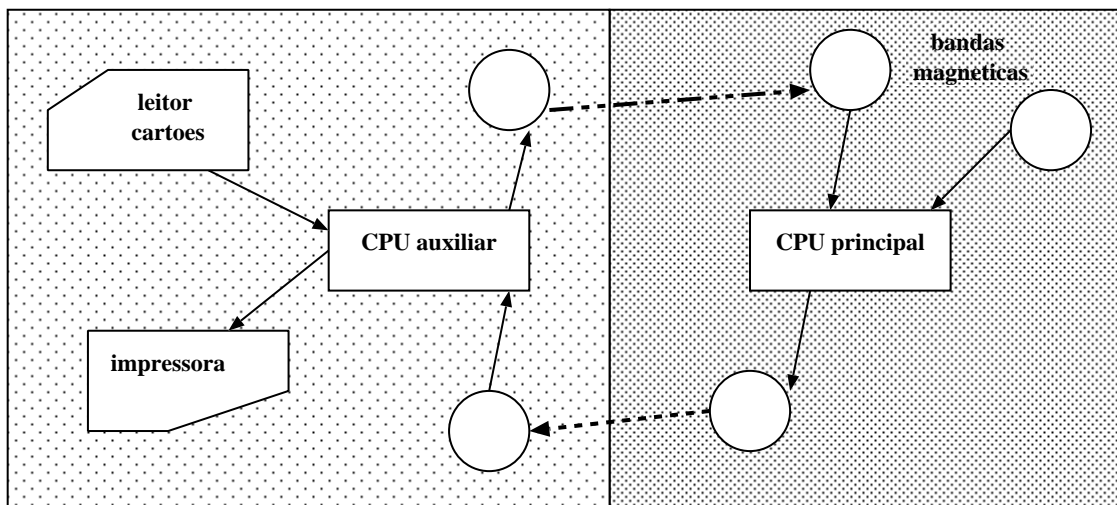 leitor
cartoes
bandas
magneticas
CPU auxiliar
CPU principal
impressora